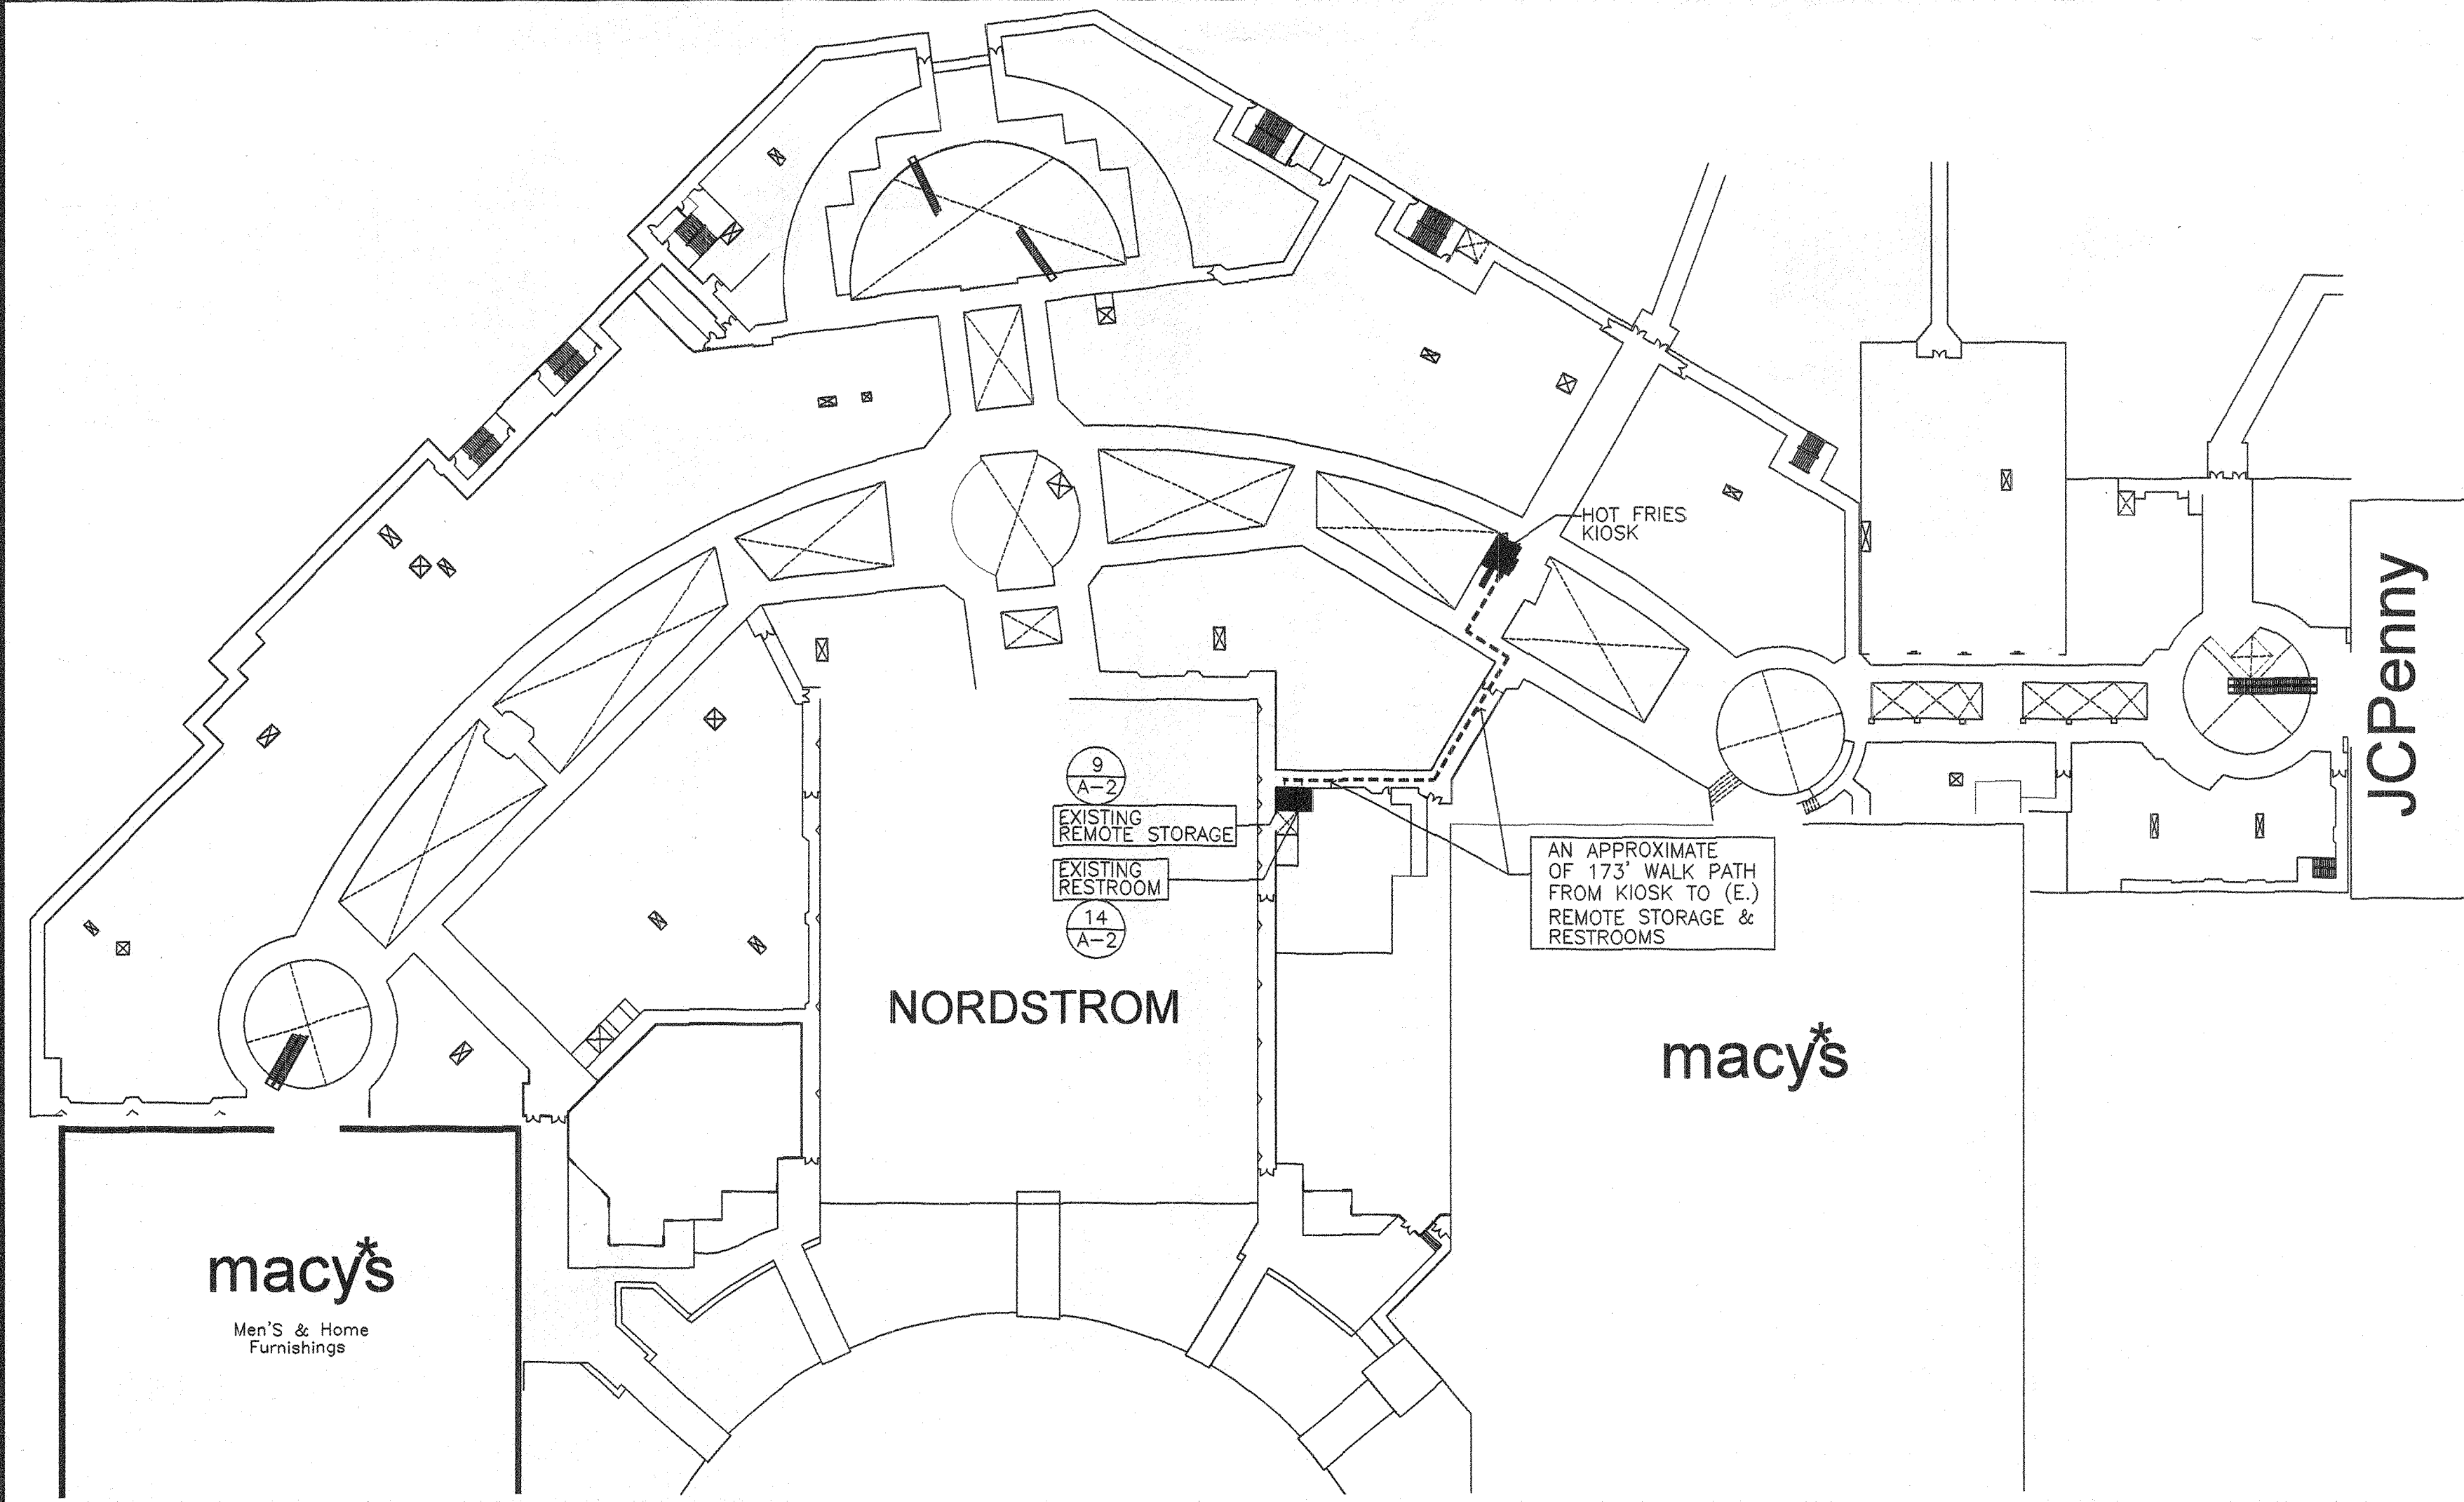 HOT FRIES
KIOSK
JCPenny
9
A-2
EXISTING
REMOTE STORAGE
EXISTING
RESTROOM
14
A-2
AN APPROXIMATE
OF 173' WALK PATH
FROM KIOSK TO (E.)
REMOTE STORAGE &
RESTROOMS
NORDSTROM
macy*s
macy*s
Men'S & Home
Furnishings